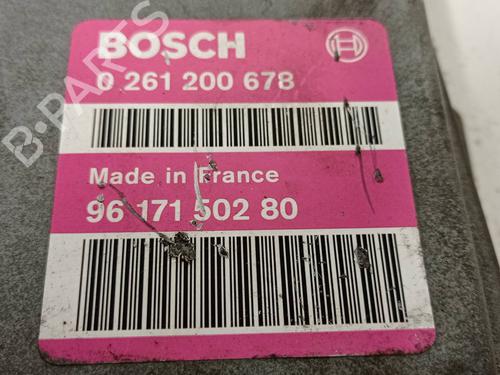 BOSCH
0 261 200 678
Made in France
96 171 502 80
B-PARTS